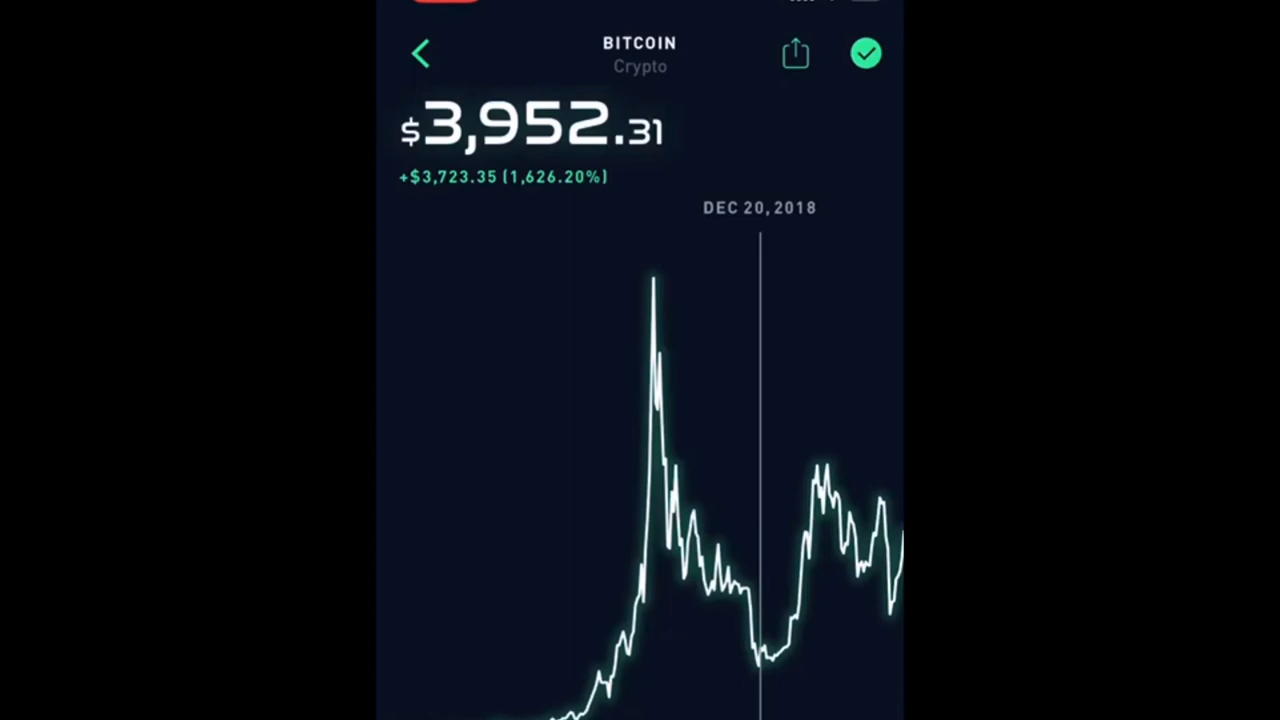 BITCOIN
Crypto
$3,952.31
+$3,723.35 (1,626.20%)
DEC 20, 2018